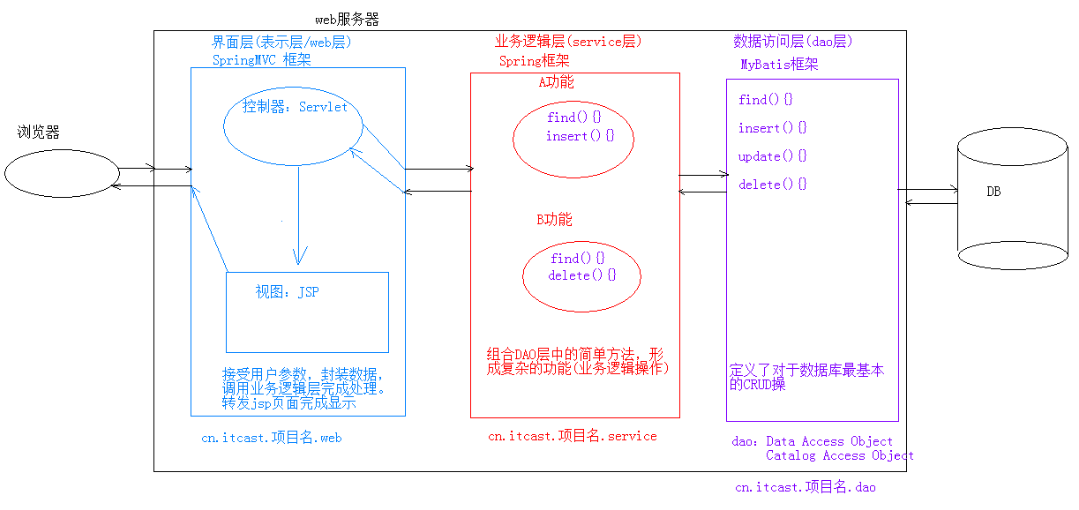 web服务器
浏览器
界面层(表示层/web层)
SpringMVC 框架
控制器：Servlet
视图：JSP
接受用户参数，封装数据，
调用业务逻辑层完成处理。
转发jsp页面完成显示
cn.itcast.项目名.web
业务逻辑层(service层)
Spring框架
A功能
find(){}
insert(){}
B功能
find(){}
delete(){}
组合DAO层中的简单方法，形
成复杂的功能(业务逻辑操作)
cn.itcast.项目名.service
数据访问层(dao层)
MyBatis框架
find(){}
insert(){}
update(){}
delete(){}
定义了对于数据库最基本
的CRUD操
dao：Data Access Object
Catalog Access Object
cn.itcast.项目名.dao
DB